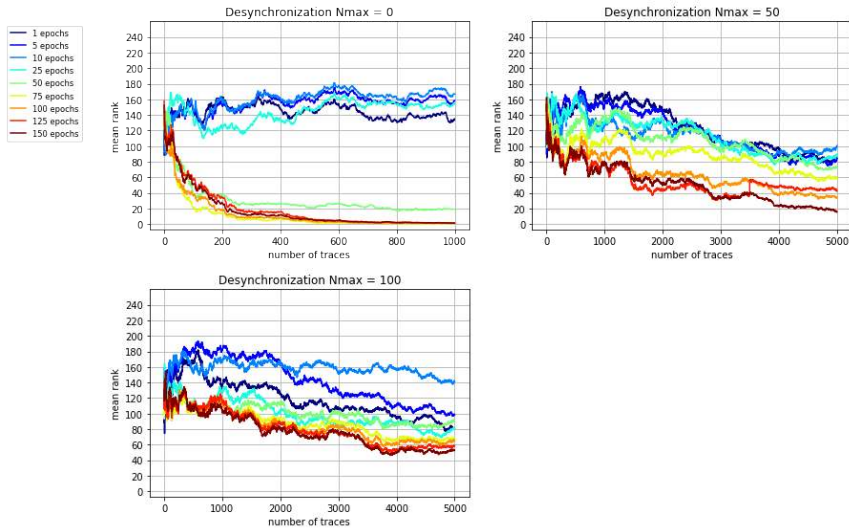 Desynchronization Nmax = 0
1 epochs
5 epochs
10 epochs
25 epochs
50 epochs
75 epochs
100 epochs
125 epochs
150 epochs
mean rank
240
220
200
180
160
140
120
100
80
60
40
20
0
0 200 400 600 800 1000
number of traces
Desynchronization Nmax = 50
mean rank
240
220
200
180
160
140
120
100
80
60
40
20
0
0 1000 2000 3000 4000 5000
number of traces
Desynchronization Nmax = 100
mean rank
240
220
200
180
160
140
120
100
80
60
40
20
0
0 1000 2000 3000 4000 5000
number of traces